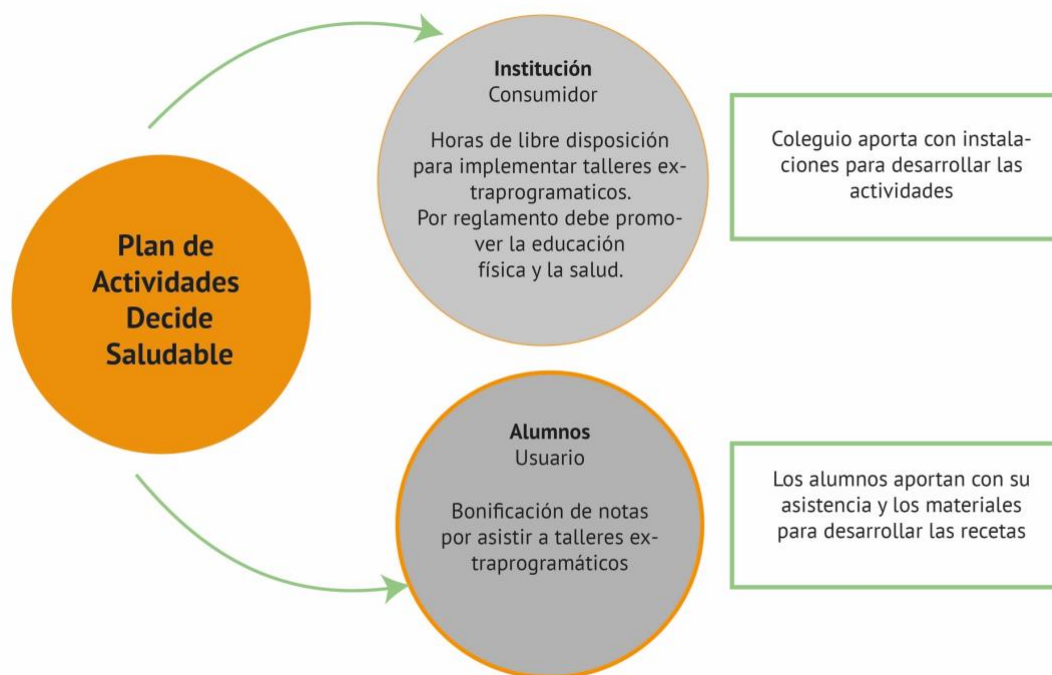 Plan de
Actividades
Decide
Saludable
Institución
Consumidor
Horas de libre disposición
para implementar talleres ex-
traprogramaticos.
Por reglamento debe promo-
ver la educación
física y la salud.
Coleguio aporta con instala-
ciones para desarrollar las
actividades
Alumnos
Usuario
Bonificación de notas
por asistir a talleres ex-
traprogramáticos
Los alumnos aportan con su
asistencia y los materiales
para desarrollar las recetas